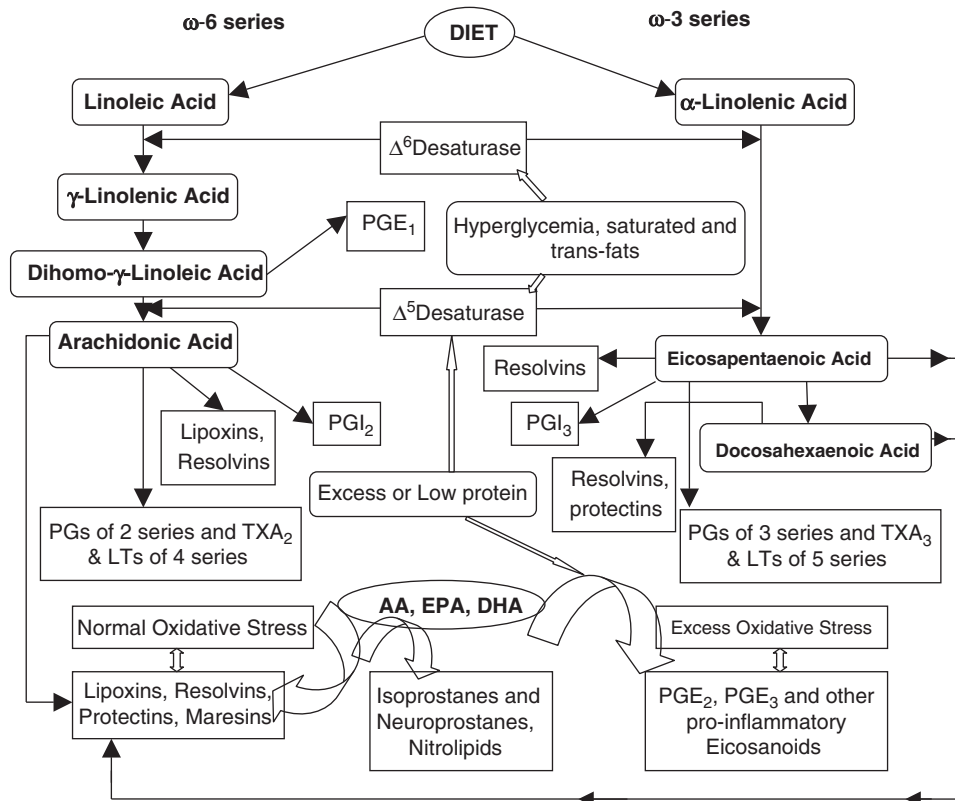 ω-6 series
DIET
ω-3 series
Linoleic Acid
α-Linolenic Acid
Δ⁶Desaturase
γ-Linolenic Acid
PGE₁
Hyperglycemia, saturated and
trans-fats
Dihomo-γ-Linoleic Acid
Δ⁵Desaturase
Arachidonic Acid
Resolvins
Eicosapentaenoic Acid
Lipoxins,
Resolvins
PGI₂
PGI₃
Docosahexaenoic Acid
Excess or Low protein
Resolvins,
protectins
PGs of 2 series and TXA₂
& LTs of 4 series
PGs of 3 series and TXA₃
& LTs of 5 series
AA, EPA, DHA
Normal Oxidative Stress
Excess Oxidative Stress
Lipoxins, Resolvins,
Protectins, Maresins
Isoprostanes and
Neuroprostanes,
Nitrolipids
PGE₂, PGE₃ and other
pro-inflammatory
Eicosanoids